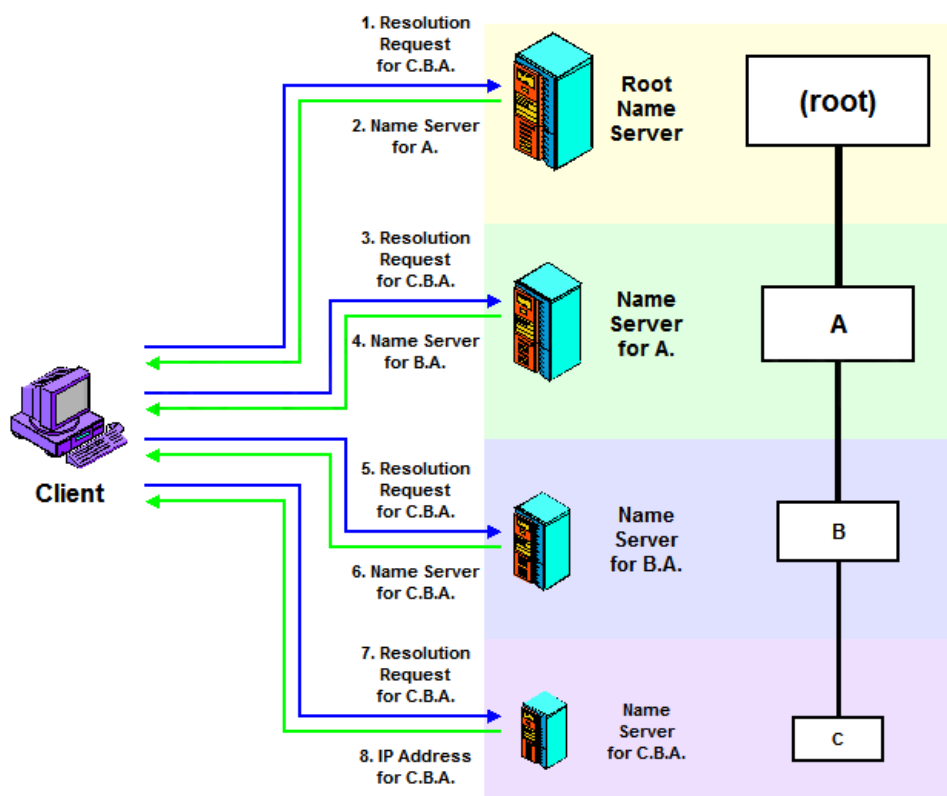 1. Resolution
Request
for C.B.A.
2. Name Server
for A.
Root
Name
Server
(root)
3. Resolution
Request
for C.B.A.
4. Name Server
for B.A.
Name
Server
for A.
A
Client
5. Resolution
Request
for C.B.A.
6. Name Server
for C.B.A.
Name
Server
for B.A.
B
7. Resolution
Request
for C.B.A.
8. IP Address
for C.B.A.
Name
Server
for C.B.A.
C